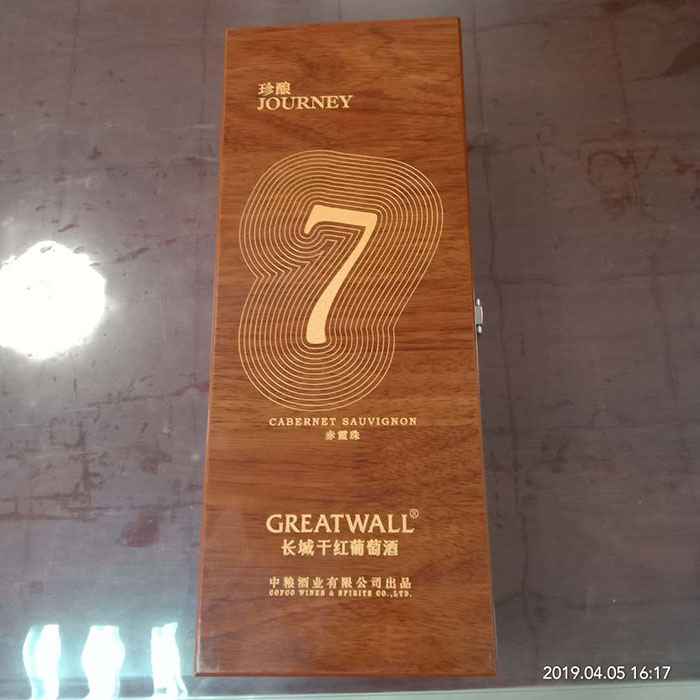 珍酿
JOURNEY
7
CABERNET SAUVIGNON
赤霞珠
GREATWALL®
长城干红葡萄酒
中粮酒业有限公司出品
COFCO WINES & SPIRITS CO.,LTD.
2019.04.05 16:17